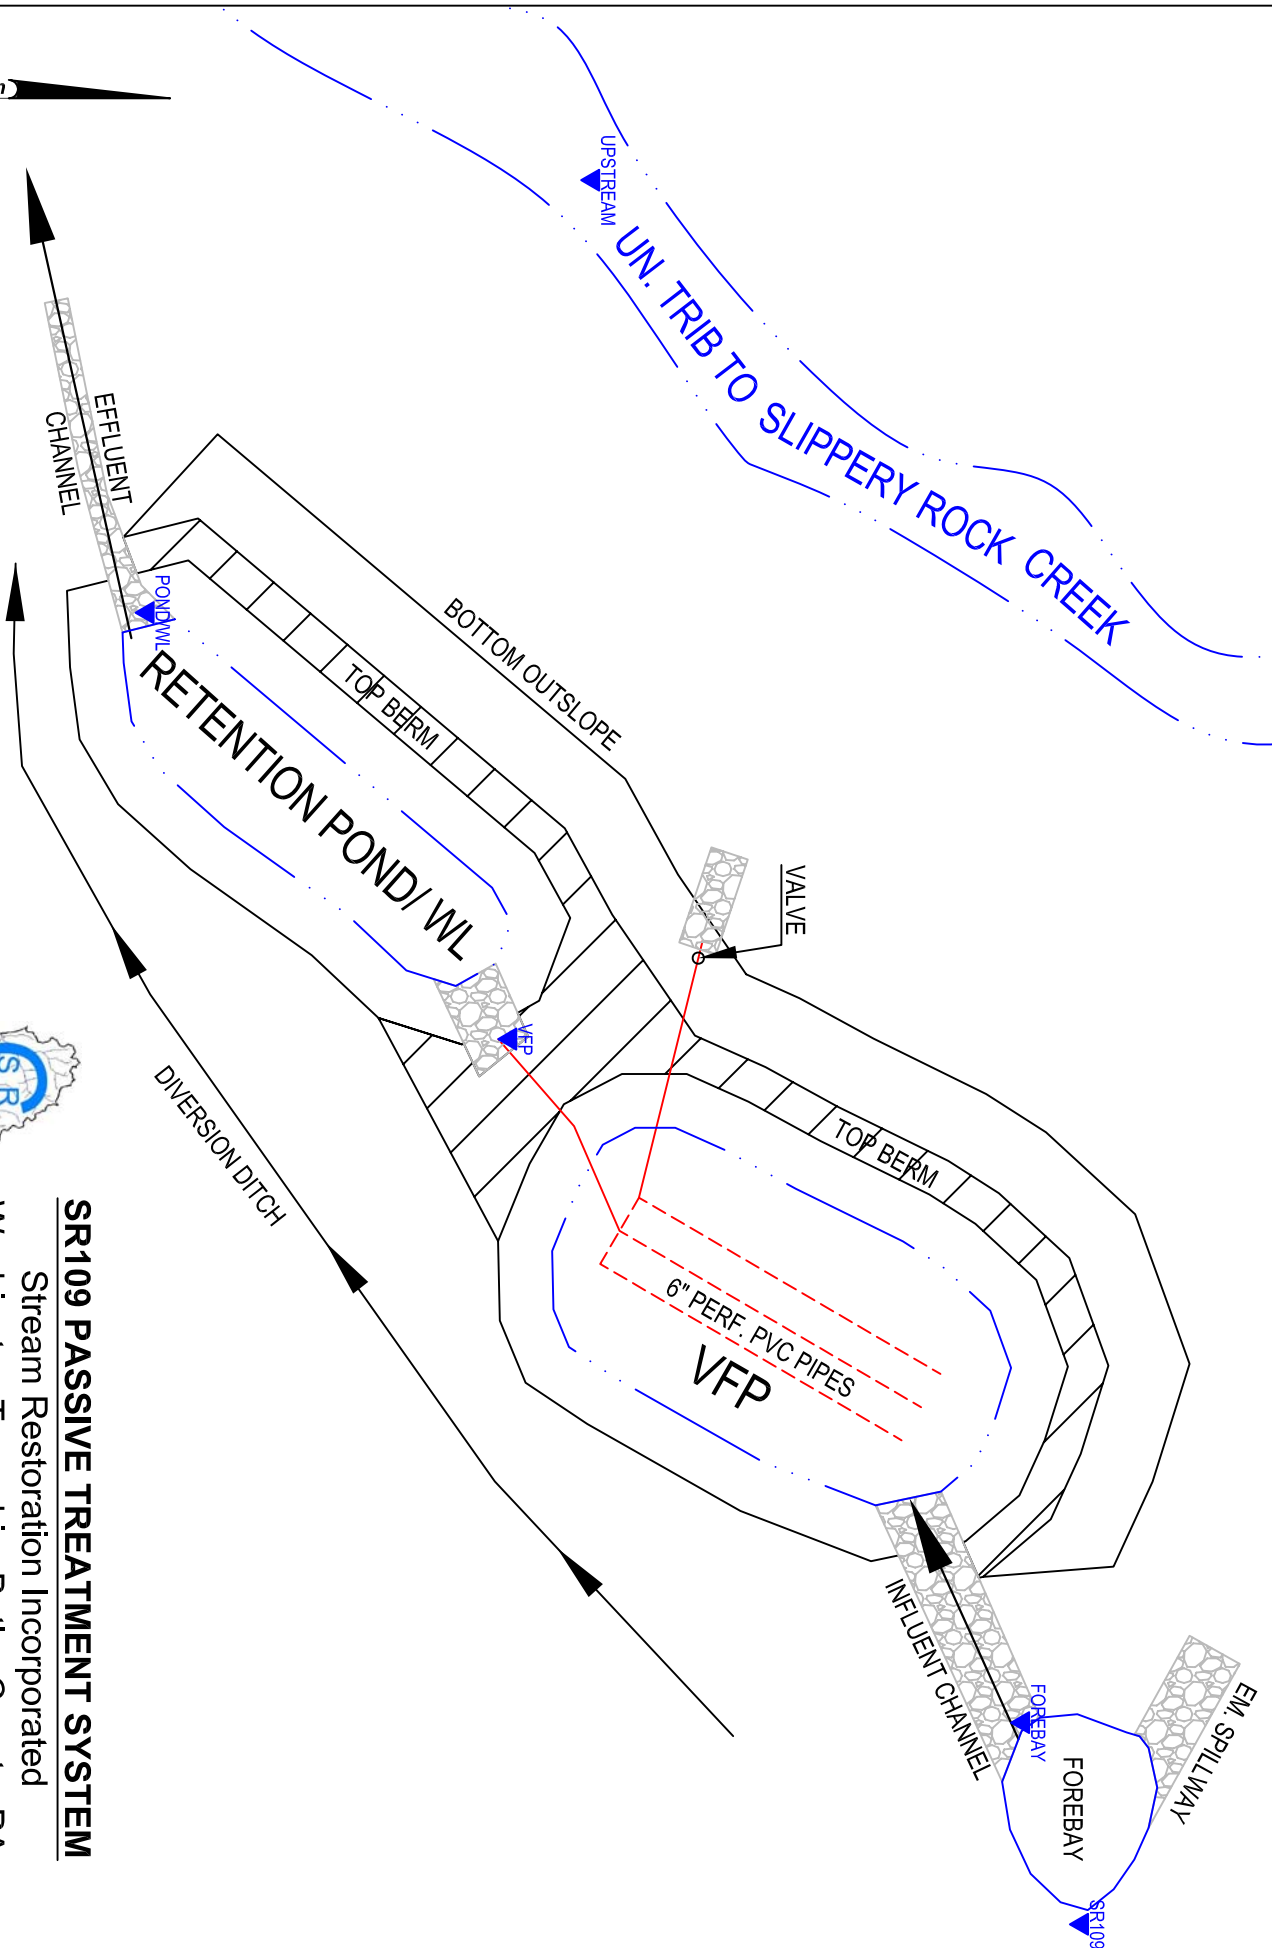 UPSTREAM
UN. TRIB TO SLIPPERY ROCK CREEK
EFFLUENT
CHANNEL
POND/WL
BOTTOM OUTSLOPE
TOP BERM
RETENTION POND/ WL
VALVE
VFP
TOP BERM
DIVERSION DITCH
6" PERF. PVC PIPES
VFP
INFLUENT CHANNEL
EM. SPILLWAY
FOREBAY
FOREBAY
SR109
S R
SR109 PASSIVE TREATMENT SYSTEM
Stream Restoration Incorporated